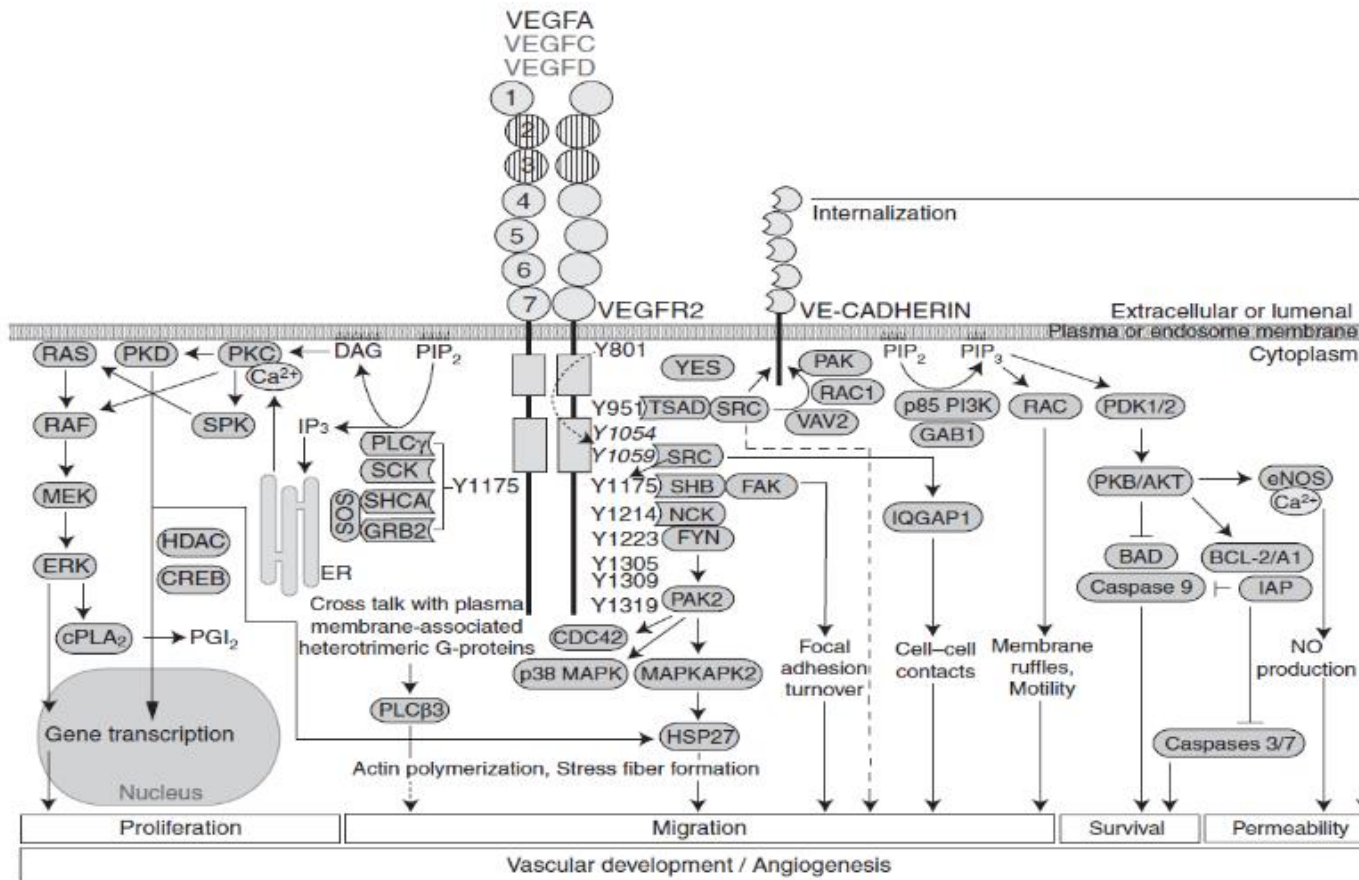 VEGFA
VEGFC
VEGFD
1
2
3
4
5
6
7
VEGFR2
Internalization
VE-CADHERIN
Extracellular or lumenal
Plasma or endosome membrane
Cytoplasm
RAS
PKD
PKC
Ca2+
DAG
PIP2
RAF
SPK
IP3
PLCγ
SCK
SHCA
GRB2
SOS
Y1175
MEK
ERK
HDAC
CREB
ER
cPLA2
PGI2
Cross talk with plasma
membrane-associated
heterotrimeric G-proteins
PLCβ3
Gene transcription
Nucleus
Y801
YES
Y951
TSAD
SRC
PAK
RAC1
VAV2
Y1054
Y1059
SRC
Y1175
SHB
FAK
Y1214
NCK
Y1223
FYN
Y1305
Y1309
Y1319
PAK2
CDC42
p38 MAPK
MAPKAPK2
HSP27
Actin polymerization, Stress fiber formation
Focal
adhesion
turnover
IQGAP1
Cell–cell
contacts
PIP2
PIP3
p85 PI3K
GAB1
RAC
PDK1/2
Membrane
ruffles,
Motility
PKB/AKT
eNOS
Ca2+
BAD
BCL-2/A1
Caspase 9
IAP
NO
production
Caspases 3/7
Proliferation
Migration
Survival
Permeability
Vascular development / Angiogenesis